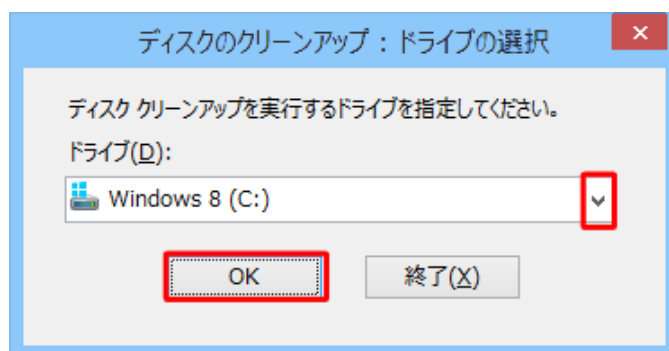 ディスクのクリーンアップ : ドライブの選択
ディスク クリーンアップを実行するドライブを指定してください。
ドライブ(D):
Windows 8 (C:)
OK
終了(X)